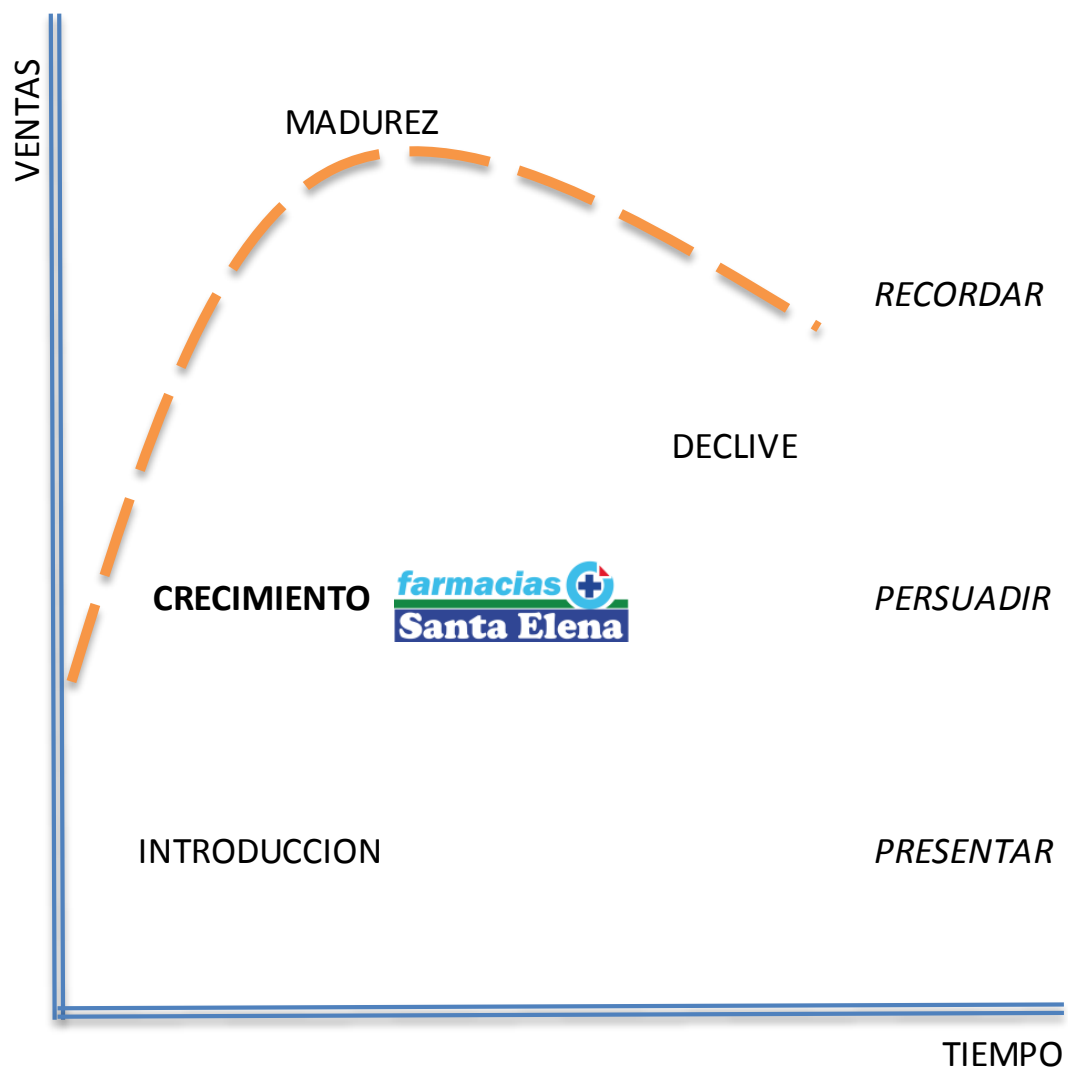 VENTAS
MADUREZ
RECORDAR
DECLIVE
CRECIMIENTO
farmacias
Santa Elena
PERSUADIR
INTRODUCCION
PRESENTAR
TIEMPO